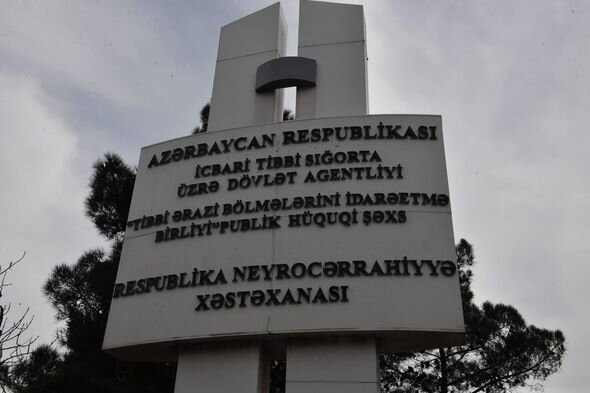 AZƏRBAYCAN RESPUBLİKASI
İCBARİ TİBBİ SIĞORTA
ÜZRƏ DÖVLƏT AGENTLİYİ
"TİBBİ ƏRAZİ BÖLMƏLƏRİNİ İDARƏETMƏ
BİRLİYİ"PUBLİK HÜQUQİ ŞƏXS
RESPUBLİKA NEYROCƏRRAHİYYƏ
XƏSTƏXANASI